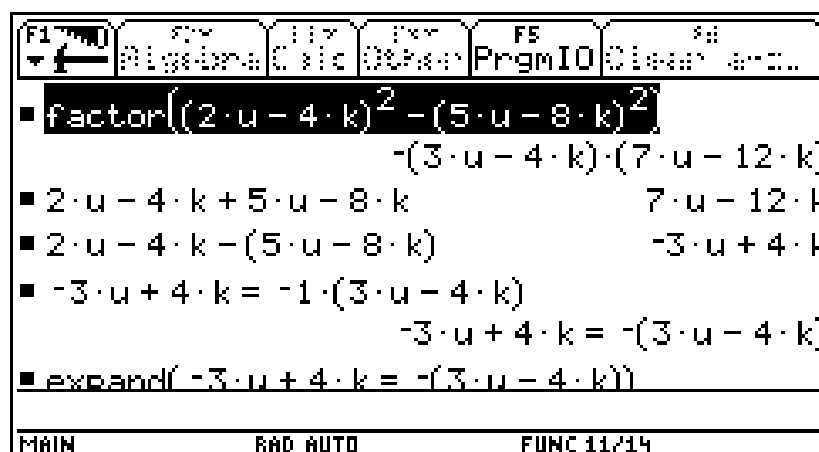 F1 Algebra Calc Other F5 PrgmIO Clean
factor((2·u − 4·k)² − (5·u − 8·k)²)
-(3·u − 4·k)·(7·u − 12·k)
2·u − 4·k + 5·u − 8·k 7·u − 12·k
2·u − 4·k − (5·u − 8·k) -3·u + 4·k
-3·u + 4·k = -1·(3·u − 4·k)
-3·u + 4·k = -(3·u − 4·k)
expand(-3·u + 4·k = -(3·u − 4·k))
MAIN RAD AUTO FUNC 11/14